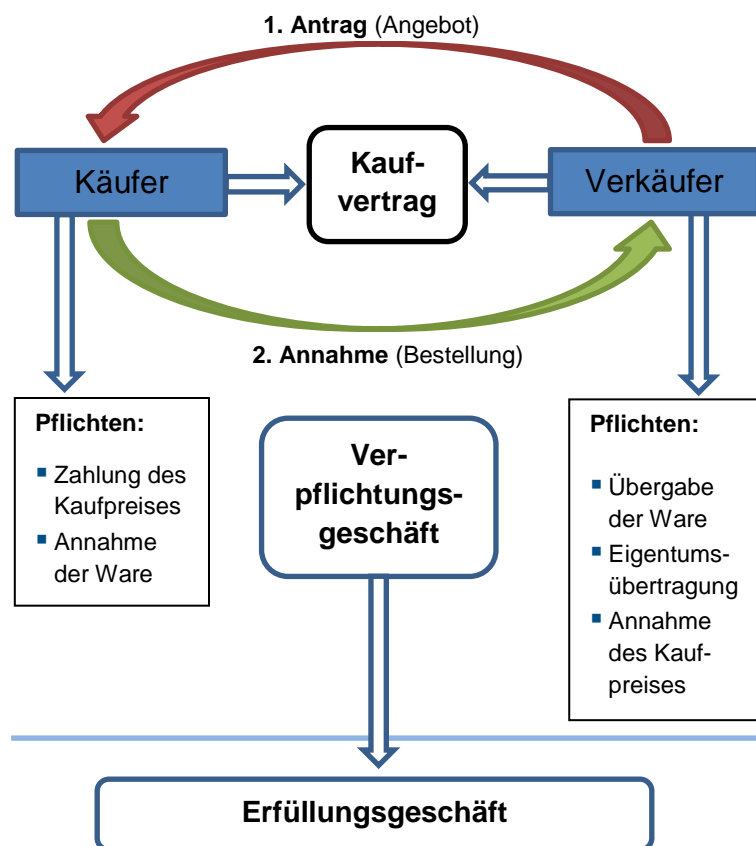 1. Antrag (Angebot)
Käufer
Kauf-
vertrag
Verkäufer
2. Annahme (Bestellung)
Pflichten:
▪ Zahlung des
Kaufpreises
▪ Annahme
der Ware
Ver-
pflichtungs-
geschäft
Pflichten:
▪ Übergabe
der Ware
▪ Eigentums-
übertragung
▪ Annahme
des Kauf-
preises
Erfüllungsgeschäft